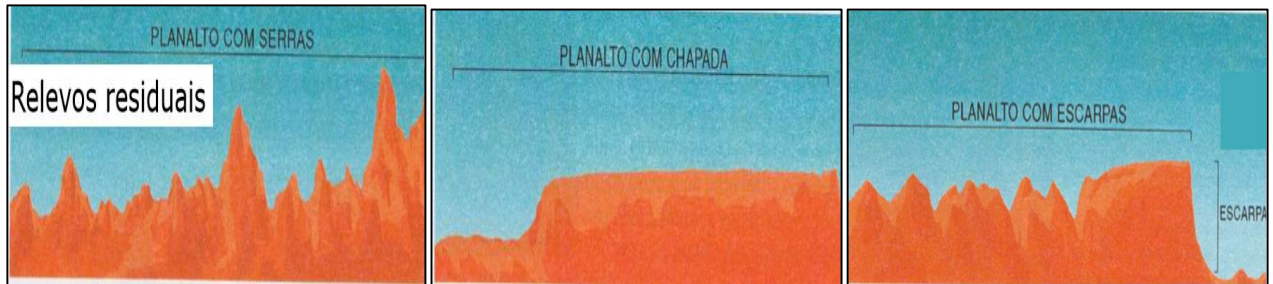 PLANALTO COM SERRAS
Relevos residuais
PLANALTO COM CHAPADA
PLANALTO COM ESCARPAS
ESCARPA